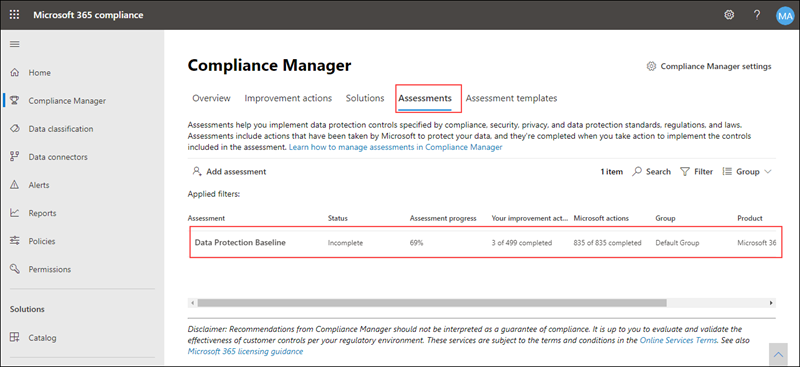 Microsoft 365 compliance
MA
Home
Compliance Manager
Data classification
Data connectors
Alerts
Reports
Policies
Permissions
Solutions
Catalog
Compliance Manager
Compliance Manager settings
Overview Improvement actions Solutions Assessments Assessment templates
Assessments help you implement data protection controls specified by compliance, security, privacy, and data protection standards, regulations, and laws.
Assessments include actions that have been taken by Microsoft to protect your data, and they're completed when you take action to implement the controls
included in the assessment. Learn how to manage assessments in Compliance Manager
Add assessment 1 item Search Filter Group
Applied filters:
Assessment Status Assessment progress Your improvement act... Microsoft actions Group Product
Data Protection Baseline Incomplete 69% 3 of 499 completed 835 of 835 completed Default Group Microsoft 36
Disclaimer: Recommendations from Compliance Manager should not be interpreted as a guarantee of compliance. It is up to you to evaluate and validate the
effectiveness of customer controls per your regulatory environment. These services are subject to the terms and conditions in the Online Services Terms. See also
Microsoft 365 licensing guidance